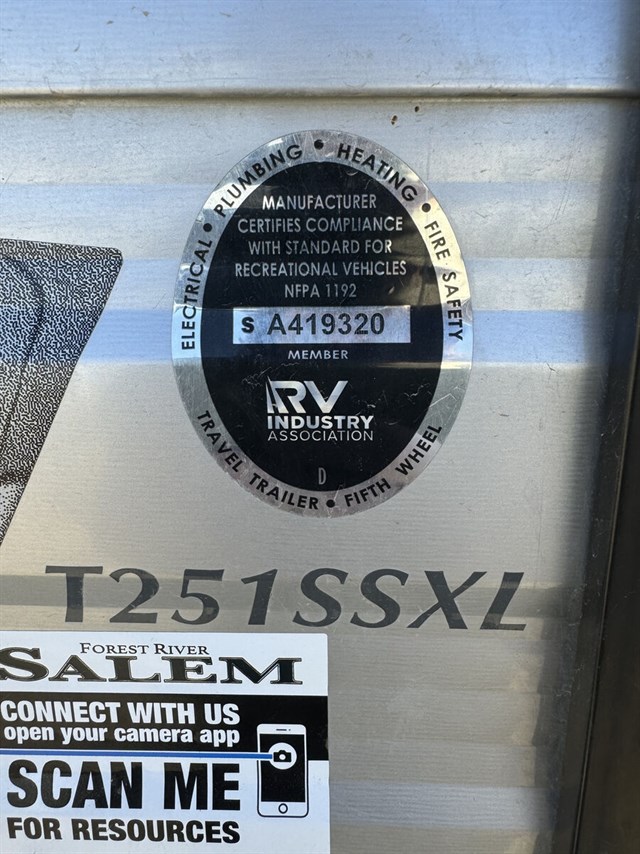 ELECTRICAL • PLUMBING • HEATING • FIRE SAFETY
MANUFACTURER
CERTIFIES COMPLIANCE
WITH STANDARD FOR
RECREATIONAL VEHICLES
NFPA 1192
S A419320
MEMBER
RV
INDUSTRY
ASSOCIATION
D
TRAVEL TRAILER • FIFTH WHEEL
T251SSXL
FOREST RIVER
SALEM
CONNECT WITH US
open your camera app
SCAN ME
FOR RESOURCES